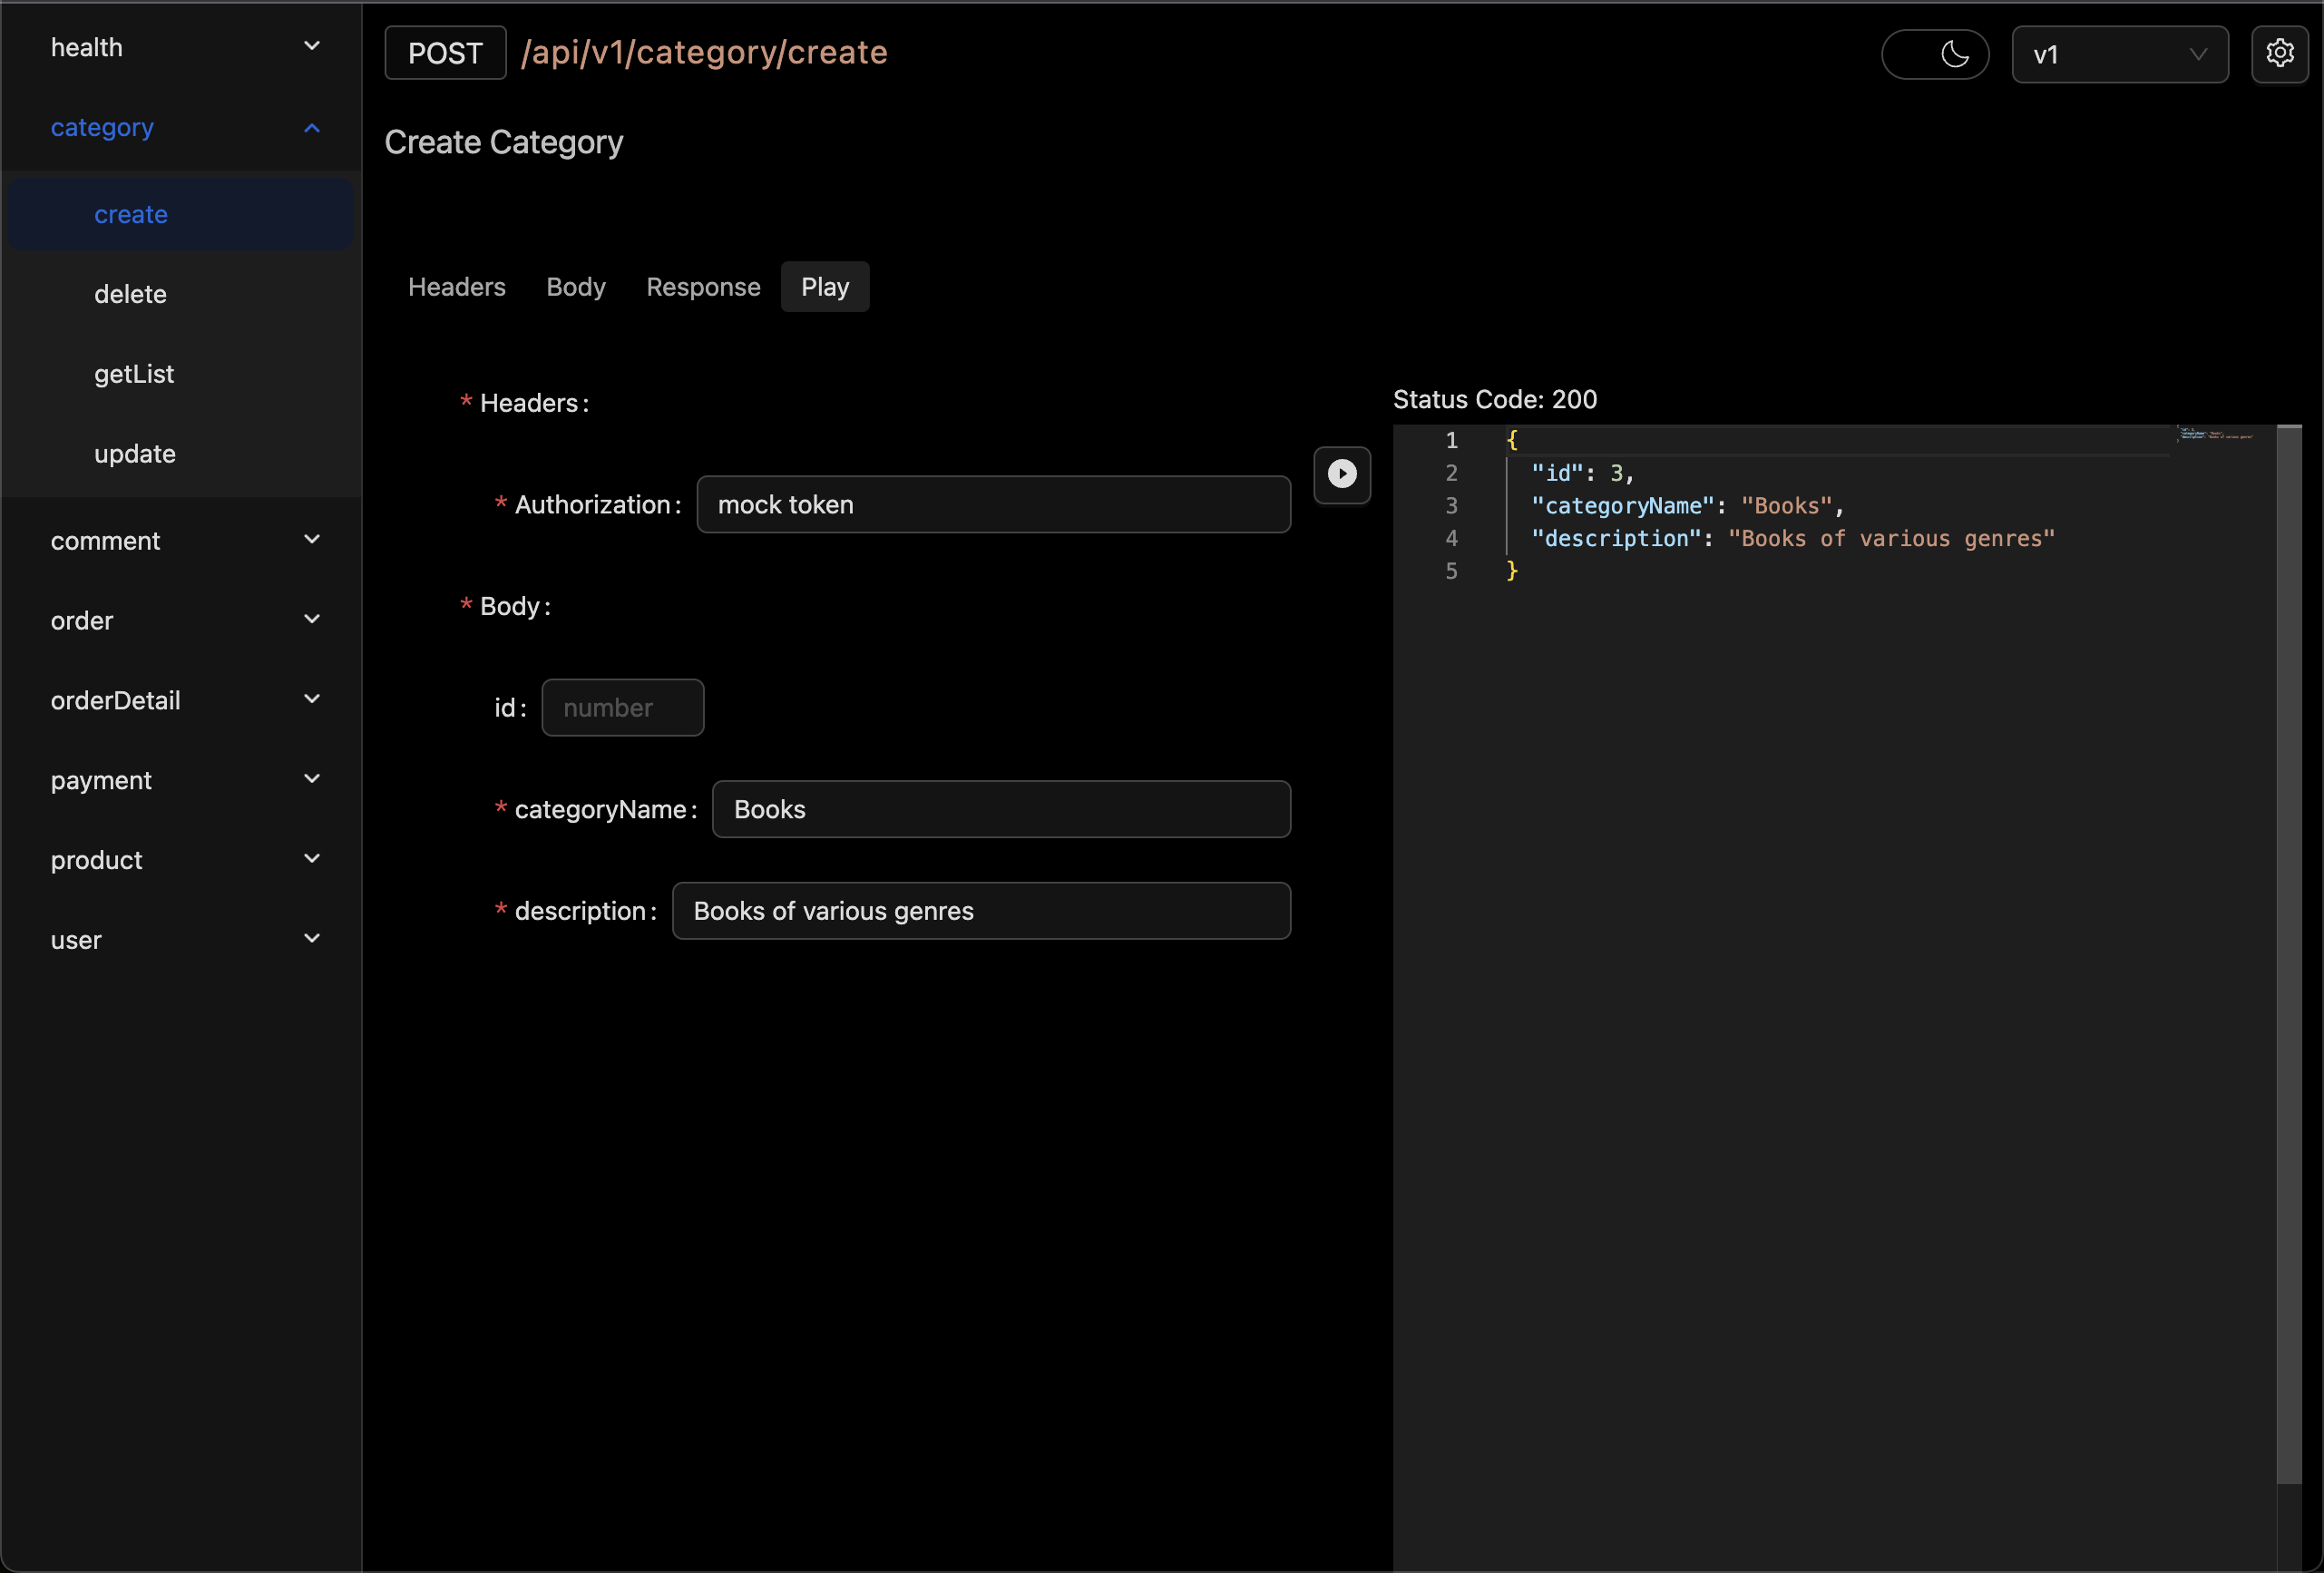 health
category
create
delete
getList
update
comment
order
orderDetail
payment
product
user
POST /api/v1/category/create
v1
Create Category
Headers Body Response Play
* Headers:
* Authorization: mock token
* Body:
id: number
* categoryName: Books
* description: Books of various genres
Status Code: 200
1 {
2 "id": 3,
3 "categoryName": "Books",
4 "description": "Books of various genres"
5 }